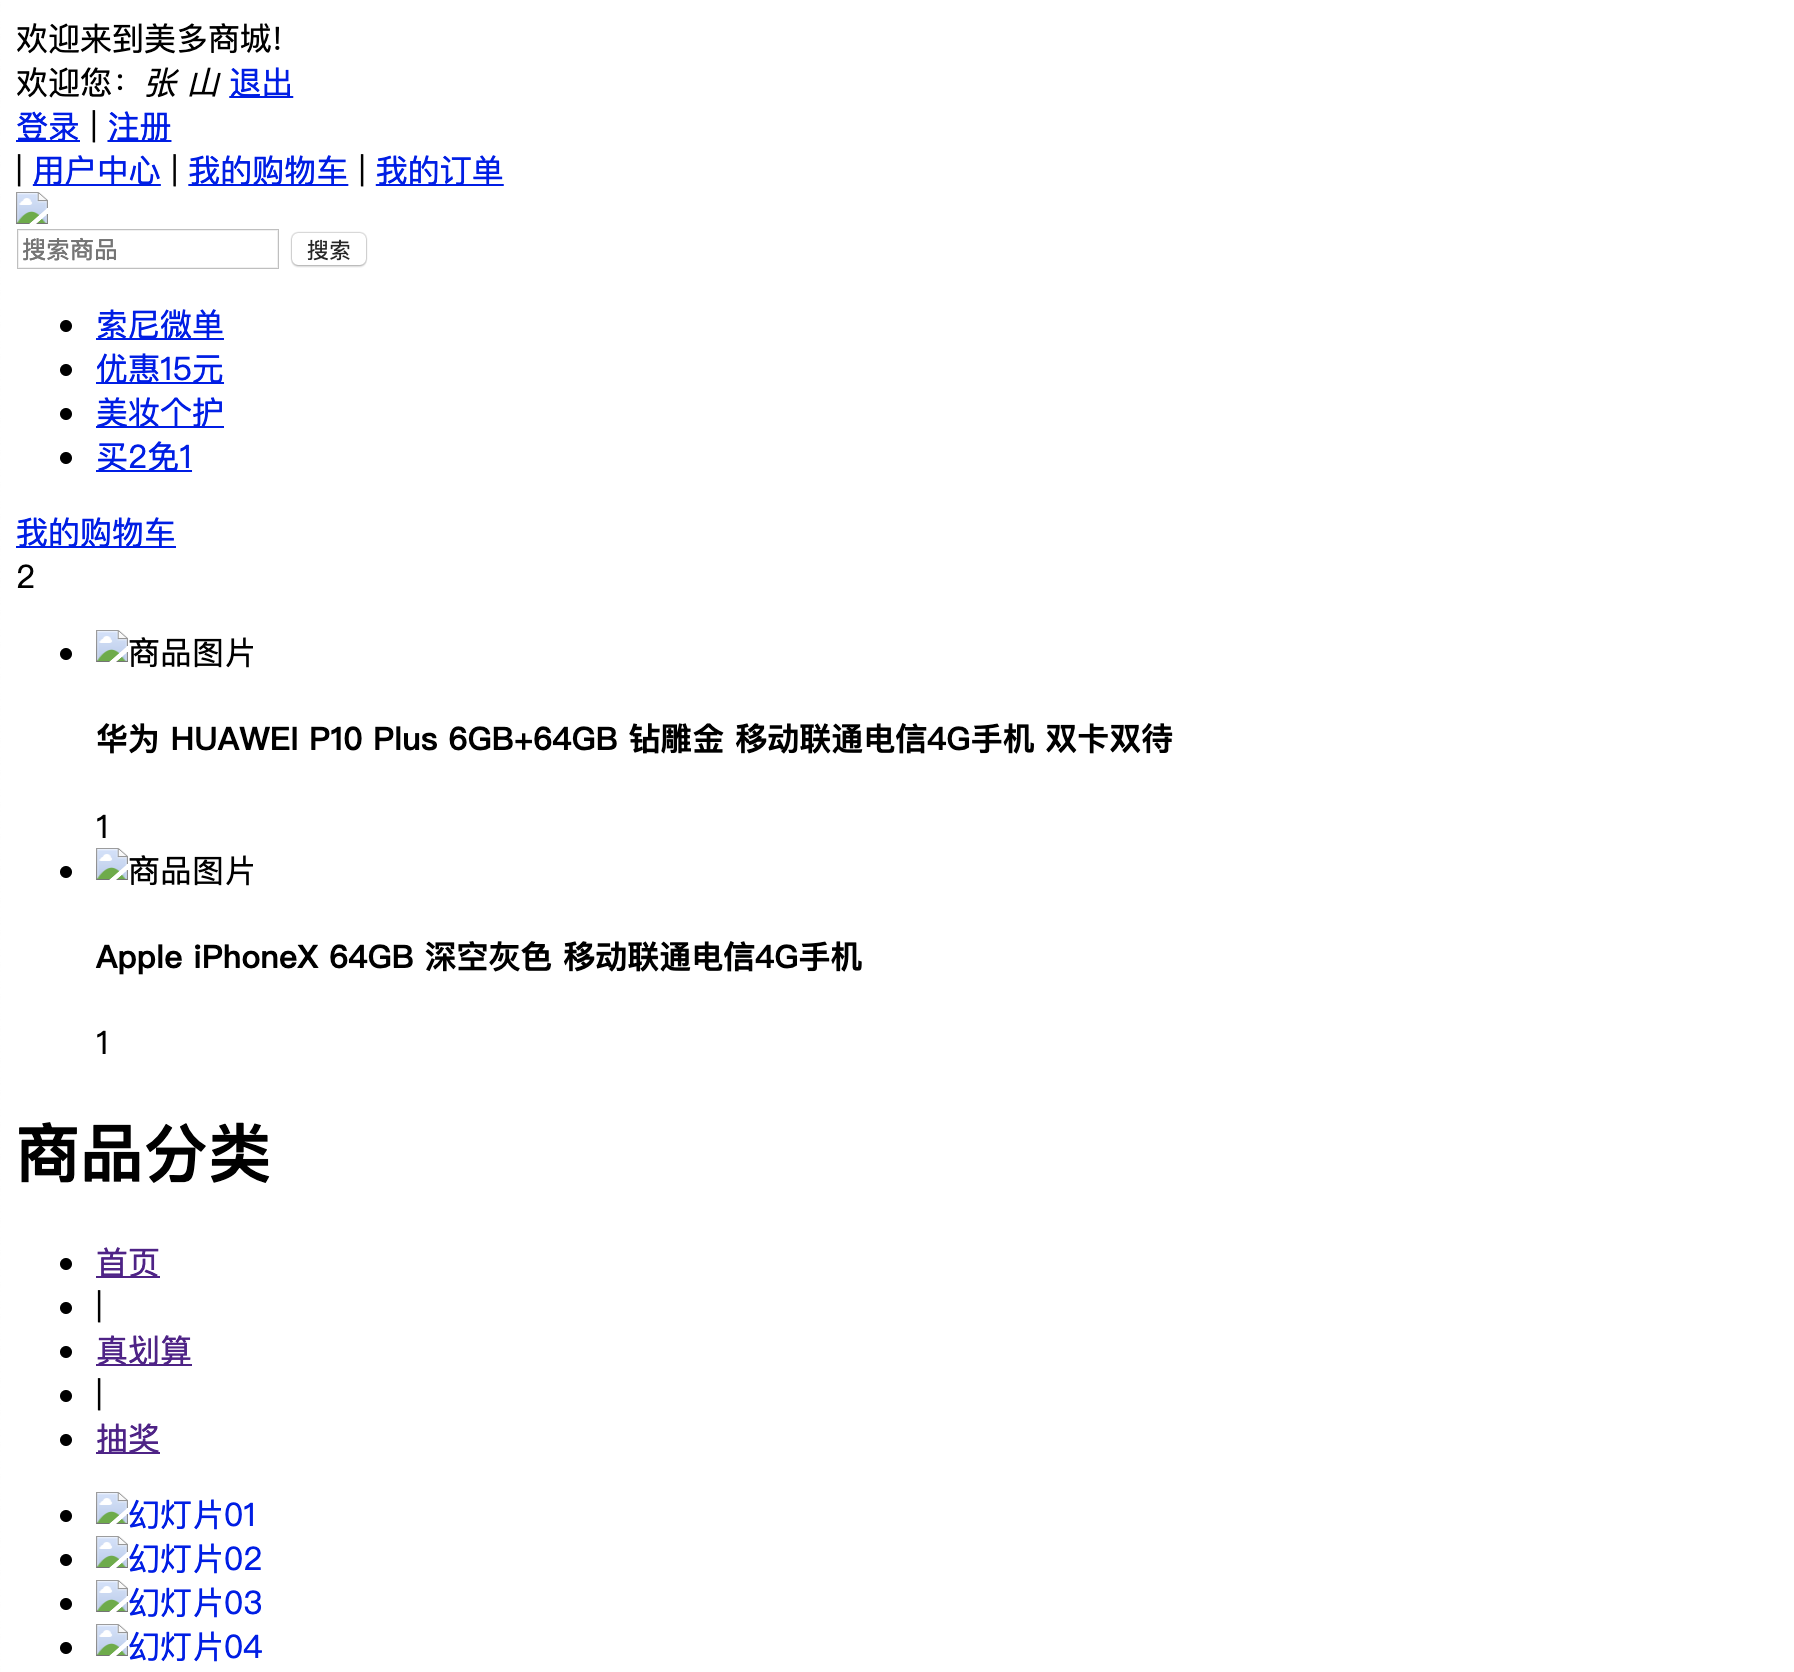 欢迎来到美多商城!
欢迎您：张 山 退出
登录 | 注册
| 用户中心 | 我的购物车 | 我的订单
搜索商品 搜索
索尼微单
优惠15元
美妆个护
买2免1
我的购物车
2
商品图片
华为 HUAWEI P10 Plus 6GB+64GB 钻雕金 移动联通电信4G手机 双卡双待
1
商品图片
Apple iPhoneX 64GB 深空灰色 移动联通电信4G手机
1
商品分类
首页
|
真划算
|
抽奖
幻灯片01
幻灯片02
幻灯片03
幻灯片04